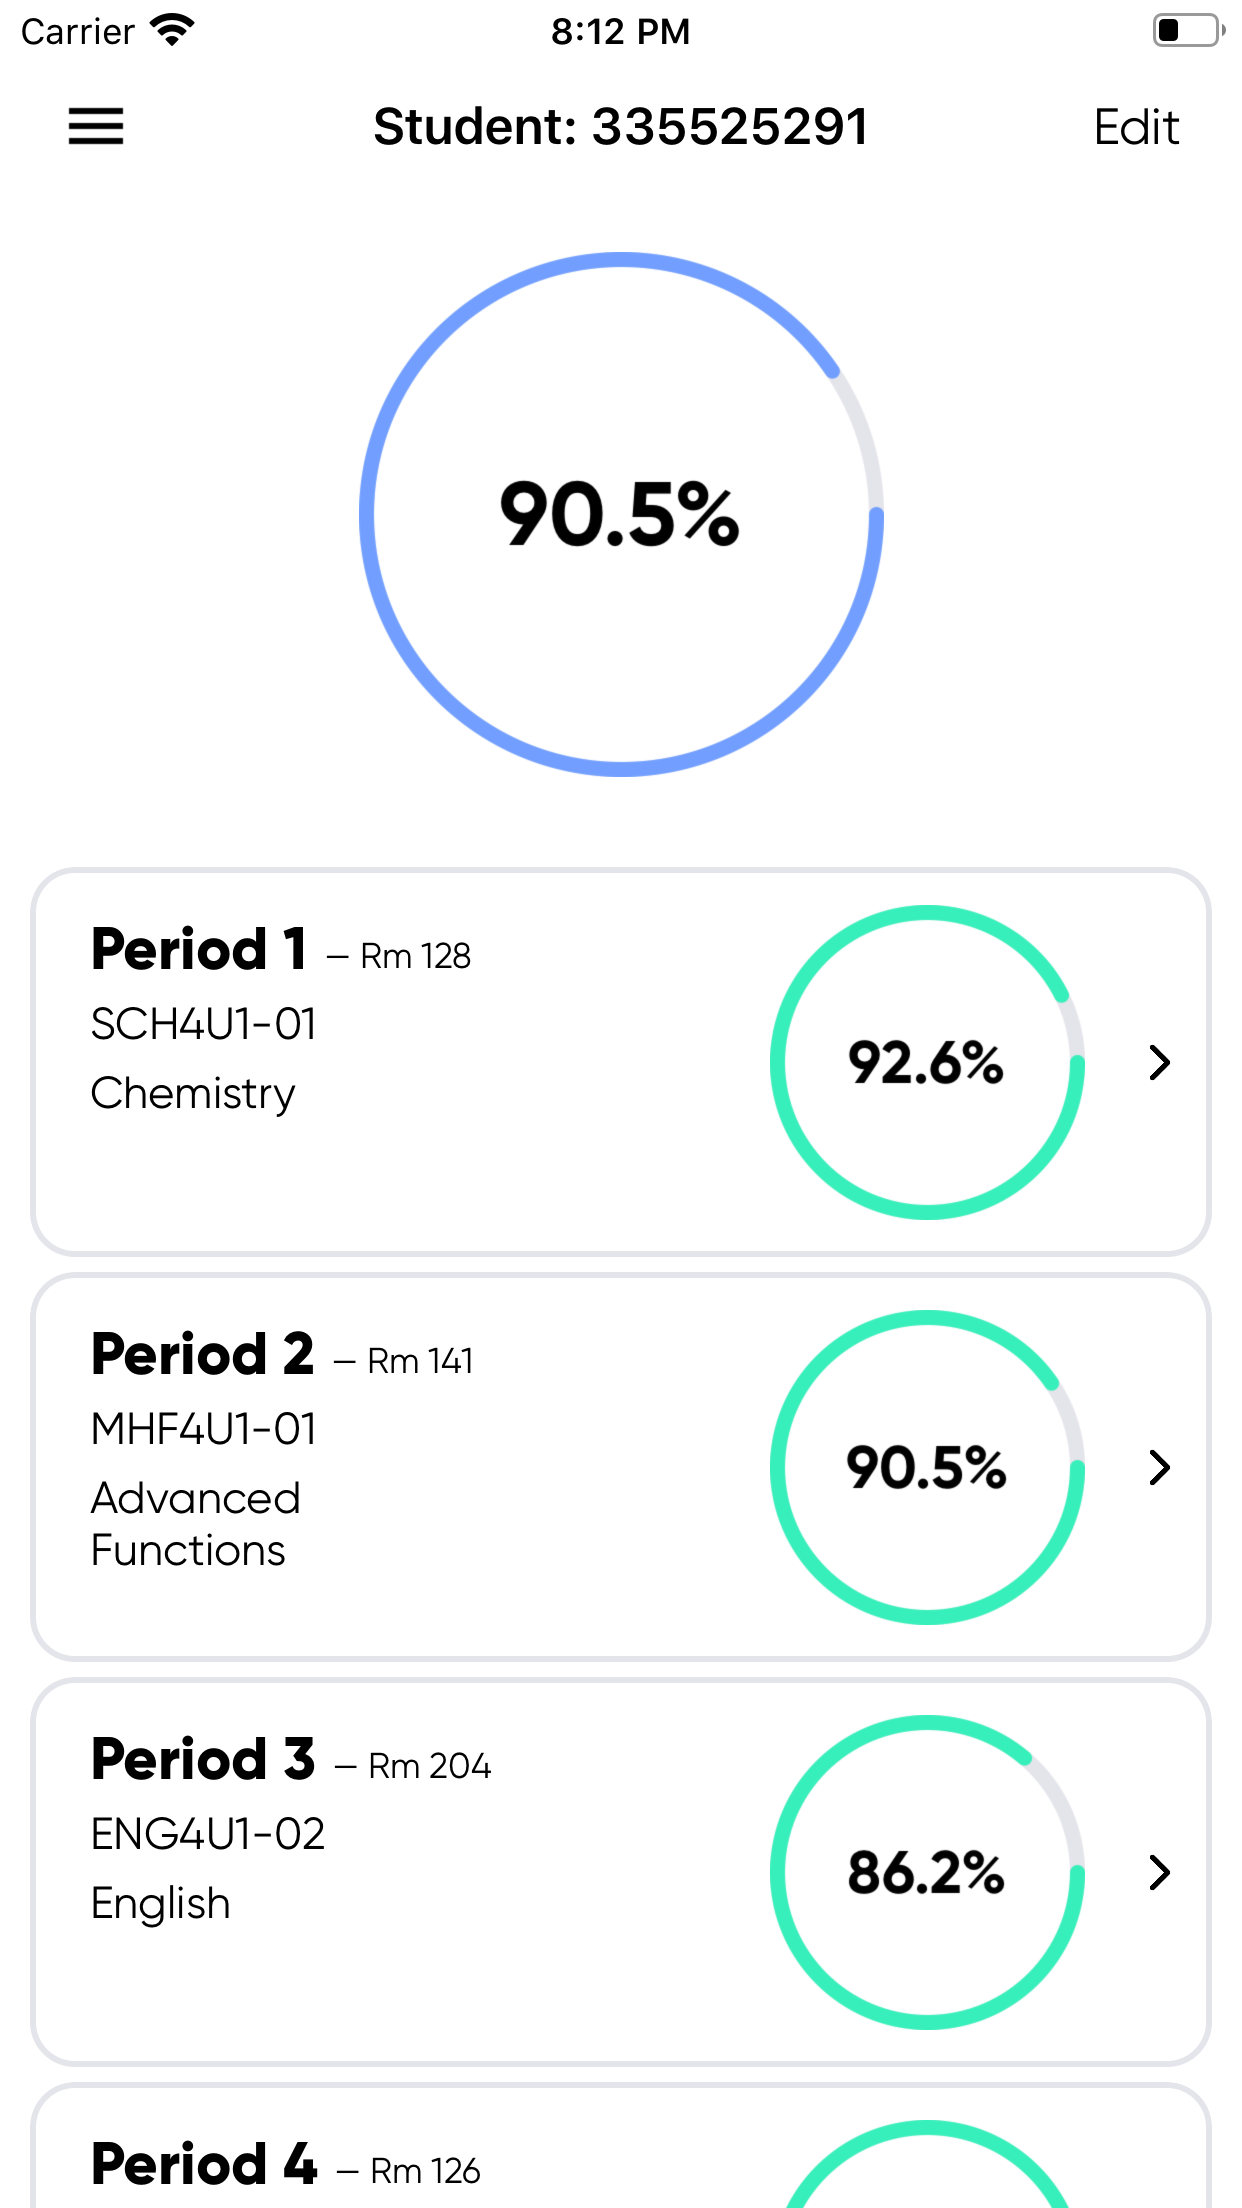 Carrier 8:12 PM
Student: 335525291 Edit
90.5%
Period 1 – Rm 128
SCH4U1-01
Chemistry
92.6%
Period 2 – Rm 141
MHF4U1-01
Advanced
Functions
90.5%
Period 3 – Rm 204
ENG4U1-02
English
86.2%
Period 4 – Rm 126